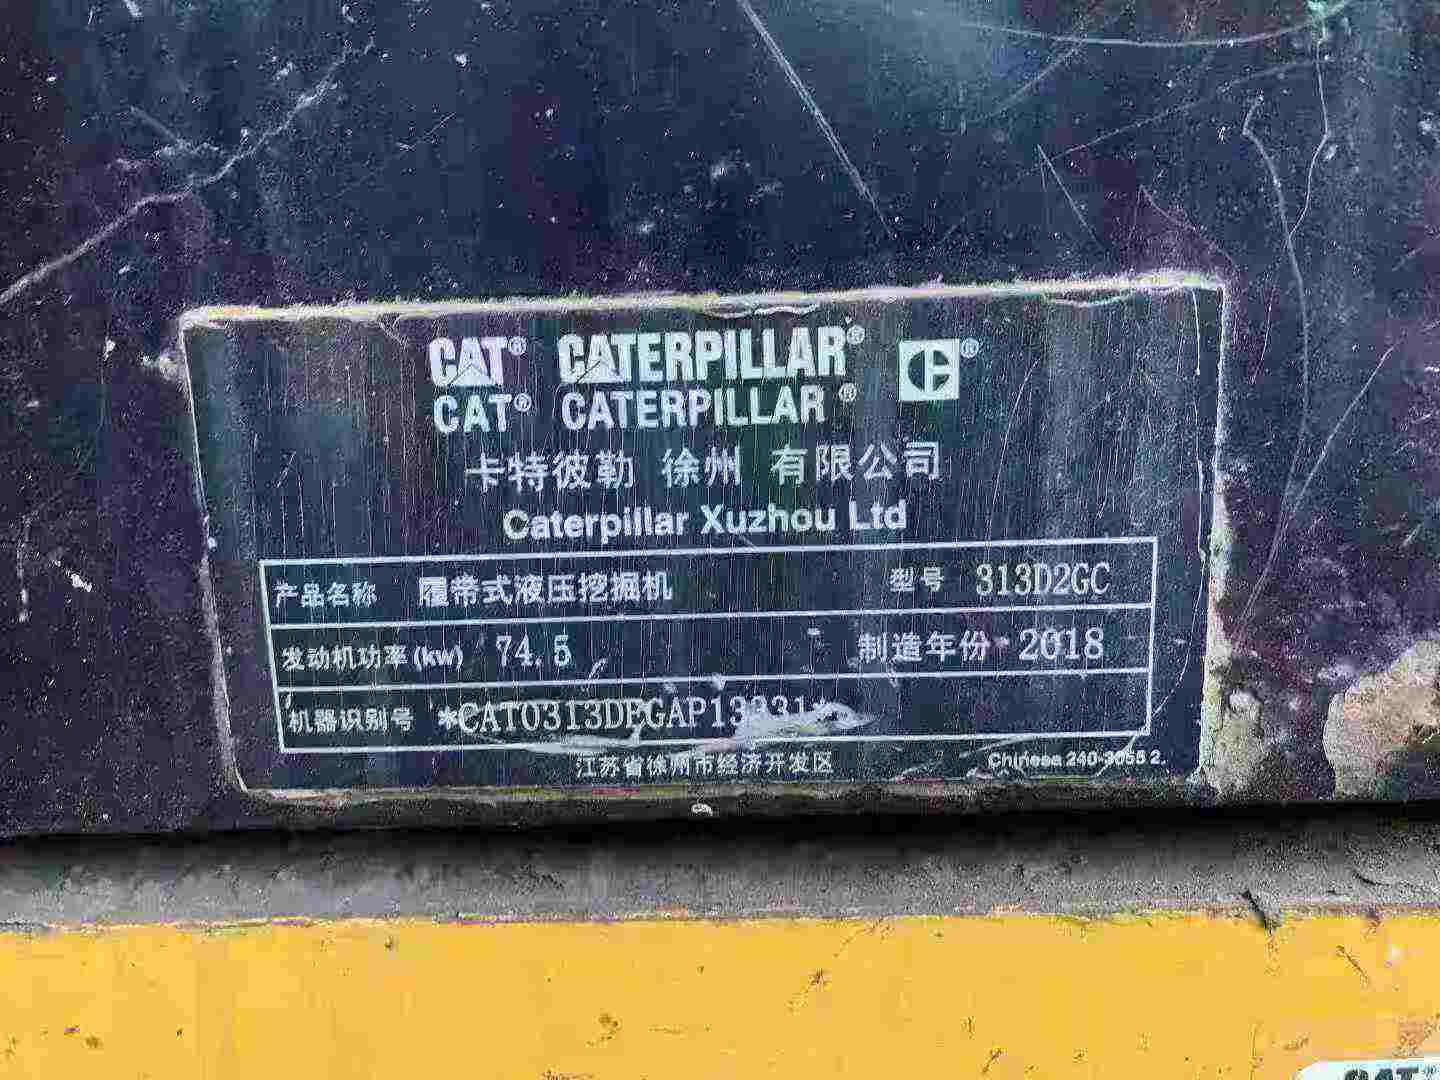 CAT® CATERPILLAR®
CAT® CATERPILLAR®
卡特彼勒 徐州 有限公司
Caterpillar Xuzhou Ltd
产品名称 履带式液压挖掘机 型号 313D2GC
发动机功率(kw) 74.5 制造年份 2018
机器识别号
江苏省徐州市经济开发区
Chinese 240-3055 2.
CAT®